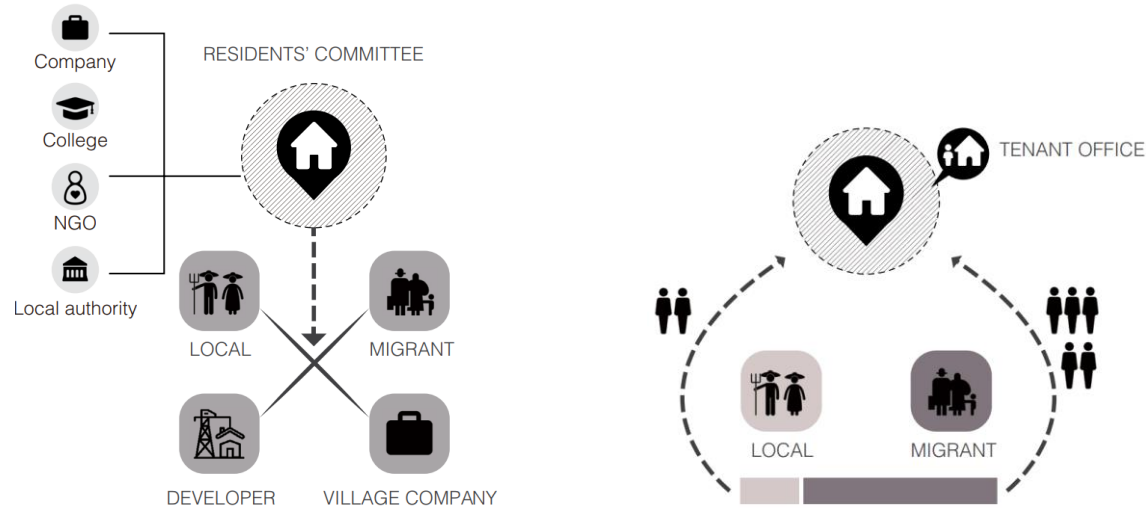 Company
College
NGO
Local authority
RESIDENTS' COMMITTEE
LOCAL
MIGRANT
DEVELOPER
VILLAGE COMPANY
TENANT OFFICE
LOCAL
MIGRANT